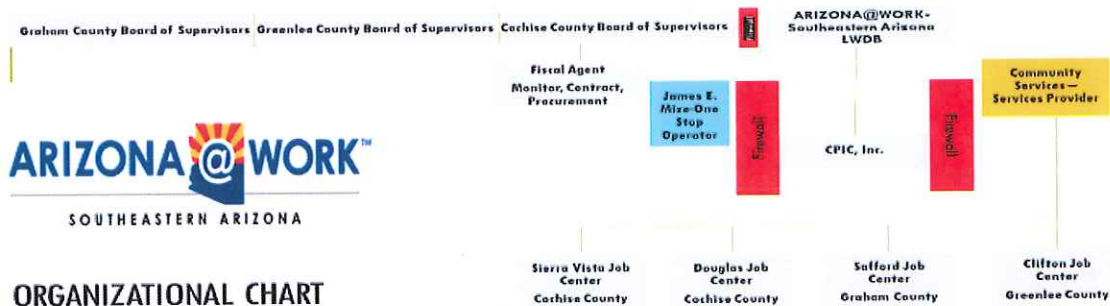 Graham County Board of Supervisors
Greenlee County Board of Supervisors
Cochise County Board of Supervisors
Firewall
ARIZONA@WORK-
Southeastern Arizona
LWDB
Fiscal Agent
Monitor, Contract,
Procurement
James E.
Mize-One
Stop
Operator
Firewall
CPIC, Inc.
Firewall
Community
Services—
Services Provider
ARIZONA @ WORK™
SOUTHEASTERN ARIZONA
ORGANIZATIONAL CHART
Sierra Vista Job
Center
Cochise County
Douglas Job
Center
Cochise County
Safford Job
Center
Graham County
Clifton Job
Center
Greenlee County